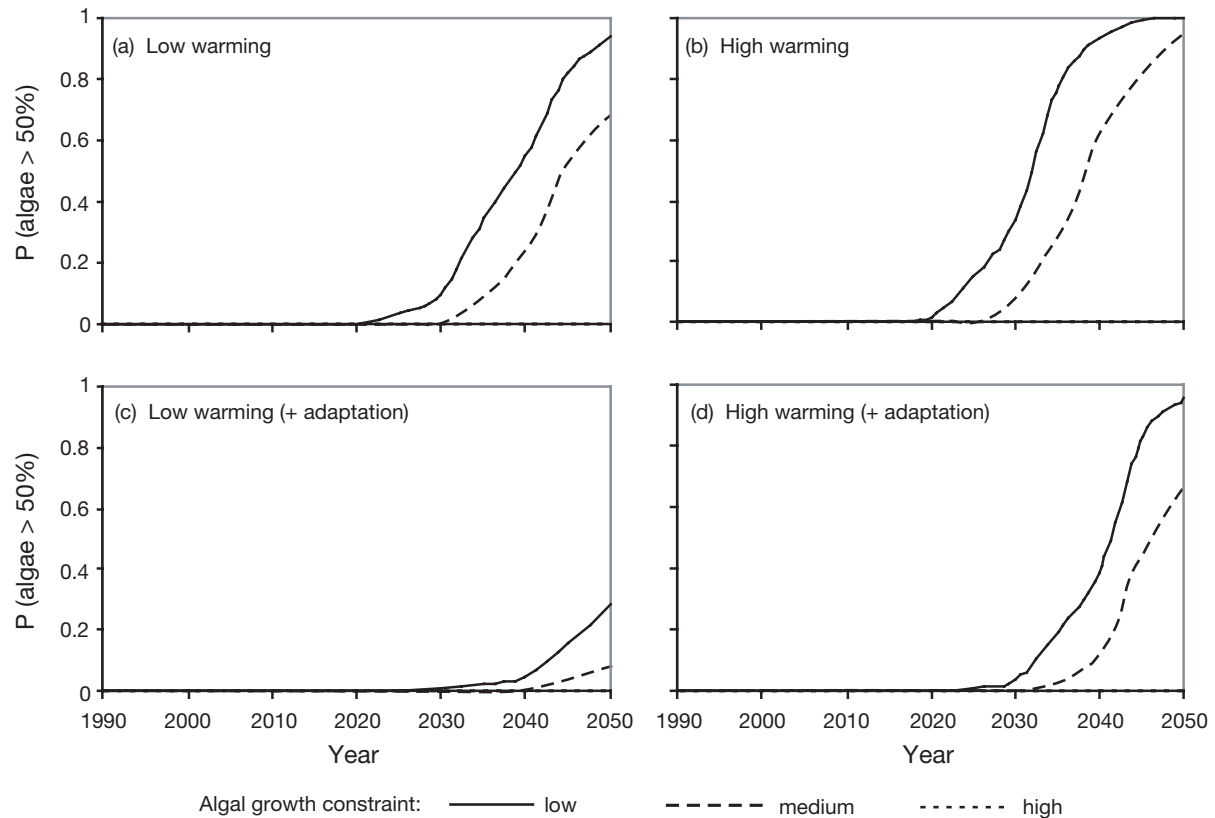 (a) Low warming
(b) High warming
P (algae > 50%)
1
0.8
0.6
0.4
0.2
0
(c) Low warming (+ adaptation)
(d) High warming (+ adaptation)
P (algae > 50%)
1
0.8
0.6
0.4
0.2
0
1990 2000 2010 2020 2030 2040 2050
1990 2000 2010 2020 2030 2040 2050
Year
Year
Algal growth constraint: low medium high